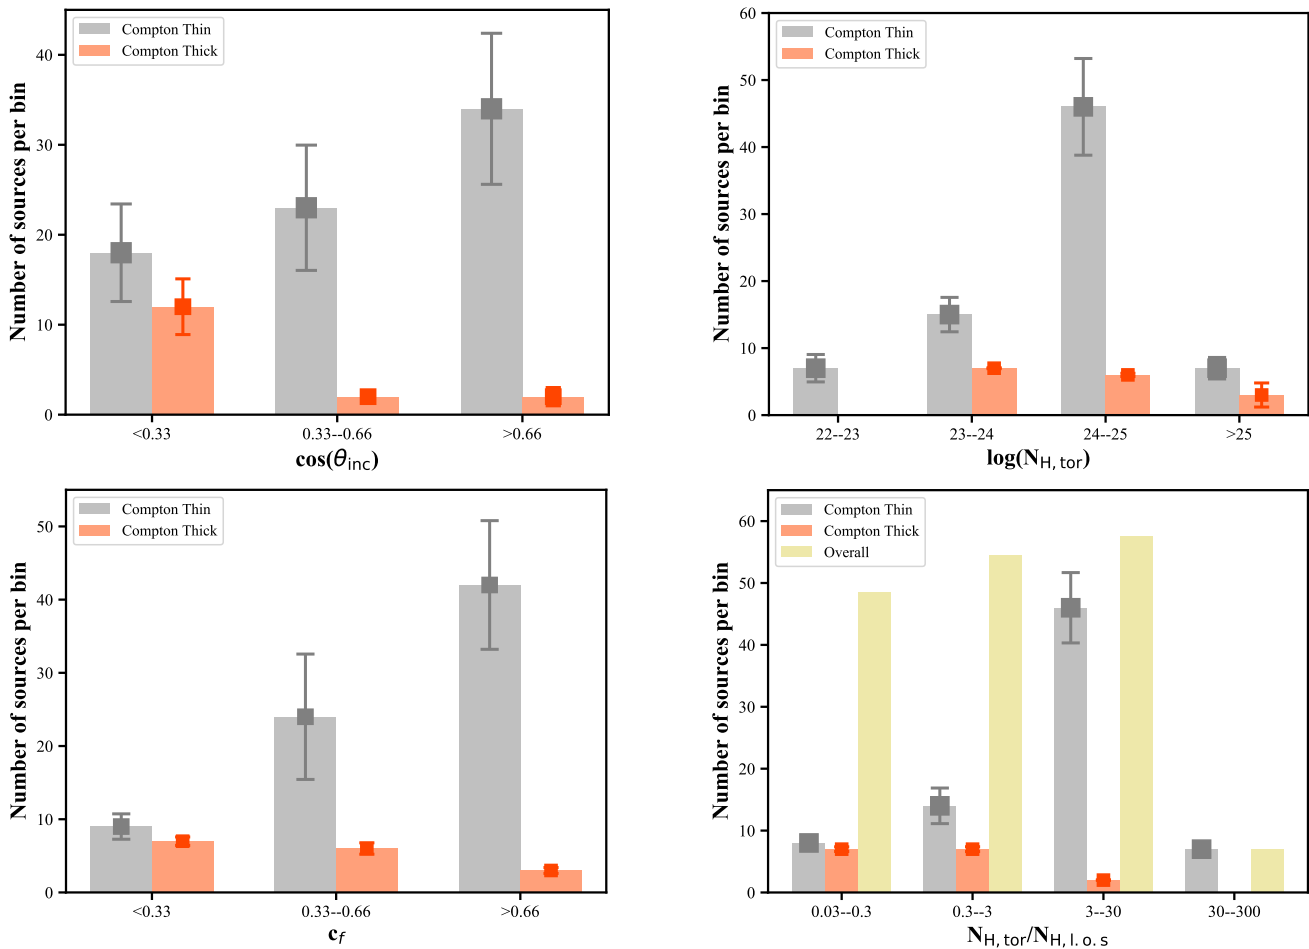 Compton Thin
Compton Thick
Number of sources per bin
40
30
20
10
0
<0.33
0.33--0.66
>0.66
cos(θinc)
Compton Thin
Compton Thick
Number of sources per bin
60
50
40
30
20
10
0
22--23
23--24
24--25
>25
log(NH, tor)
Compton Thin
Compton Thick
Number of sources per bin
50
40
30
20
10
0
<0.33
0.33--0.66
>0.66
cf
Compton Thin
Compton Thick
Overall
Number of sources per bin
60
50
40
30
20
10
0
0.03--0.3
0.3--3
3--30
30--300
NH, tor/NH, l. o. s